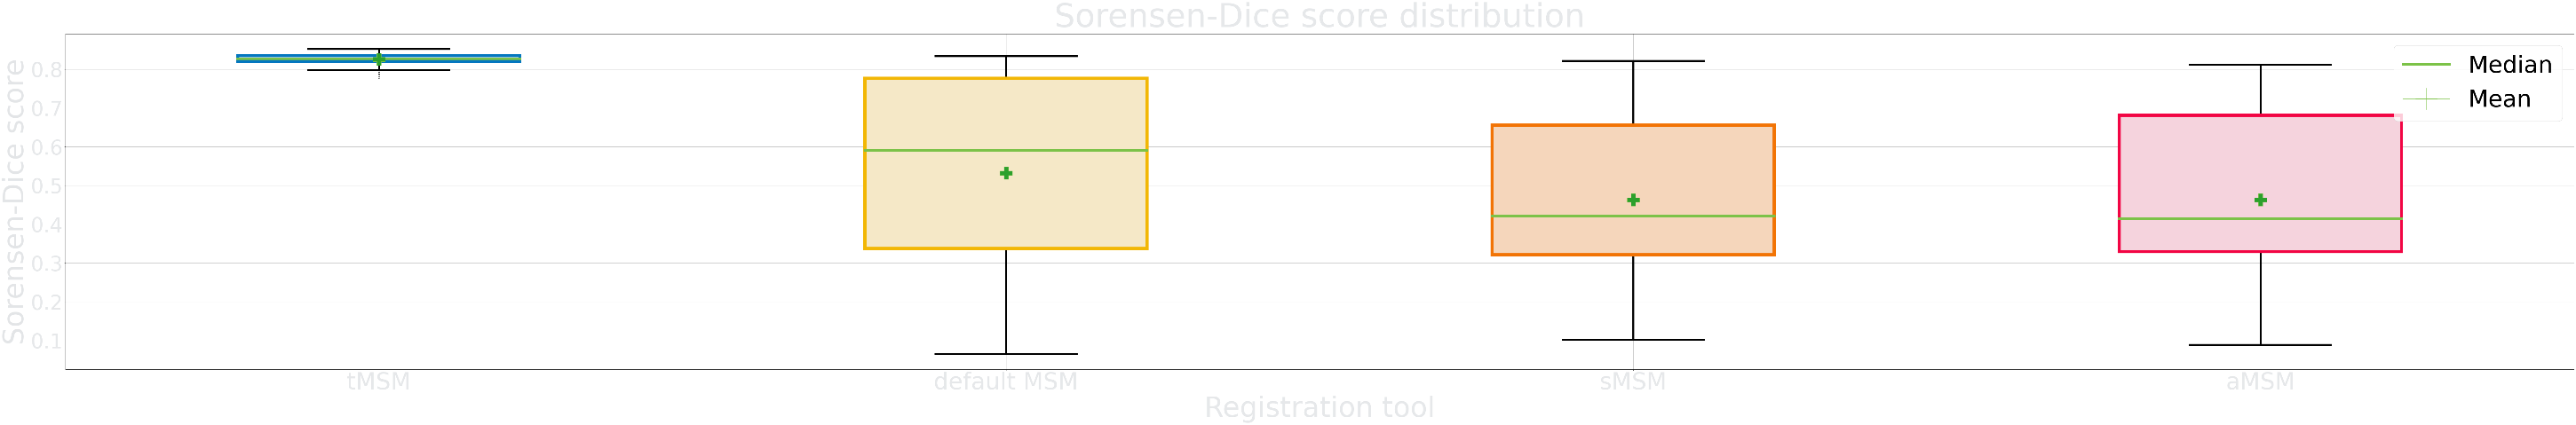 Sorensen-Dice score distribution
Sorensen-Dice score
0.8
0.7
0.6
0.5
0.4
0.3
0.2
0.1
Median
Mean
tMSM default MSM sMSM aMSM
Registration tool